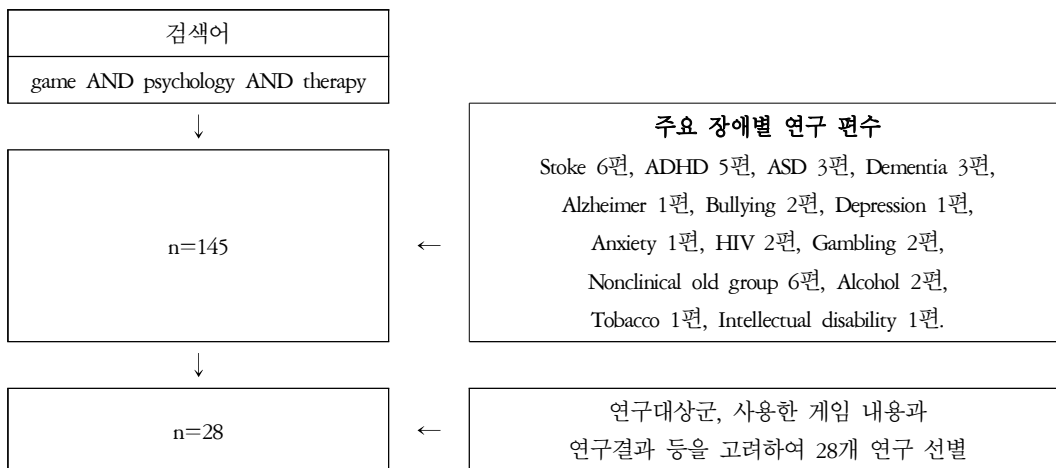 검색어
game AND psychology AND therapy
↓
주요 장애별 연구 편수
Stoke 6편, ADHD 5편, ASD 3편, Dementia 3편,
Alzheimer 1편, Bullying 2편, Depression 1편,
n=145
←
Anxiety 1편, HIV 2편, Gambling 2편,
Nonclinical old group 6편, Alcohol 2편,
Tobacco 1편, Intellectual disability 1편.
↓
n=28
←
연구대상군, 사용한 게임 내용과
연구결과 등을 고려하여 28개 연구 선별